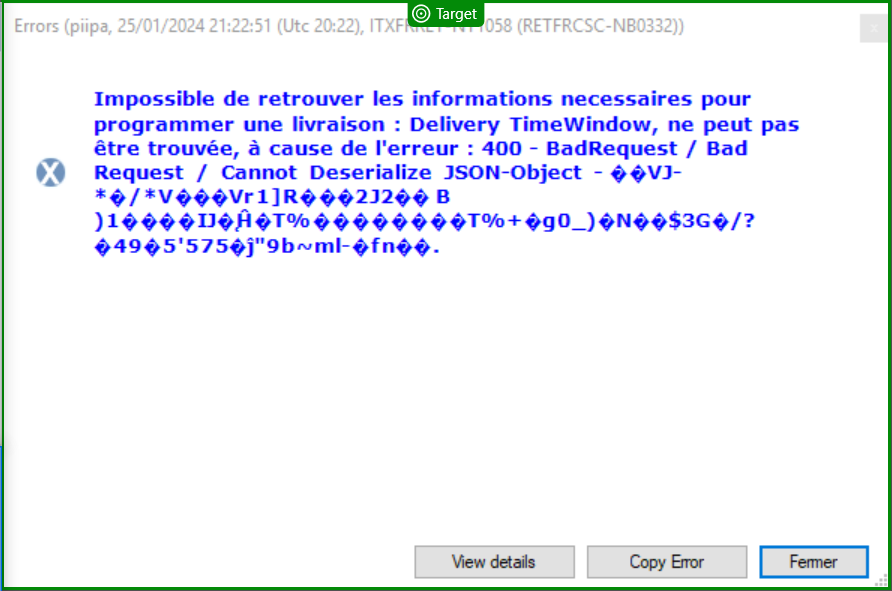 Target
Errors (piipa, 25/01/2024 21:22:51 (Utc 20:22), (RETFRCSC-NB0332))
Impossible de retrouver les informations necessaires pour
programmer une livraison : Delivery TimeWindow, ne peut pas
être trouvée, à cause de l'erreur : 400 - BadRequest / Bad
Request / Cannot Deserialize JSON-Object - ��VJ-
*�/*V���Vr1]R���2J2�� B
)1����IJ�Ĥ�T%��������T%+�g0_)�N��$3G�/?
�49�5'575�ĵ"9b~ml-�fn��.
View details
Copy Error
Fermer